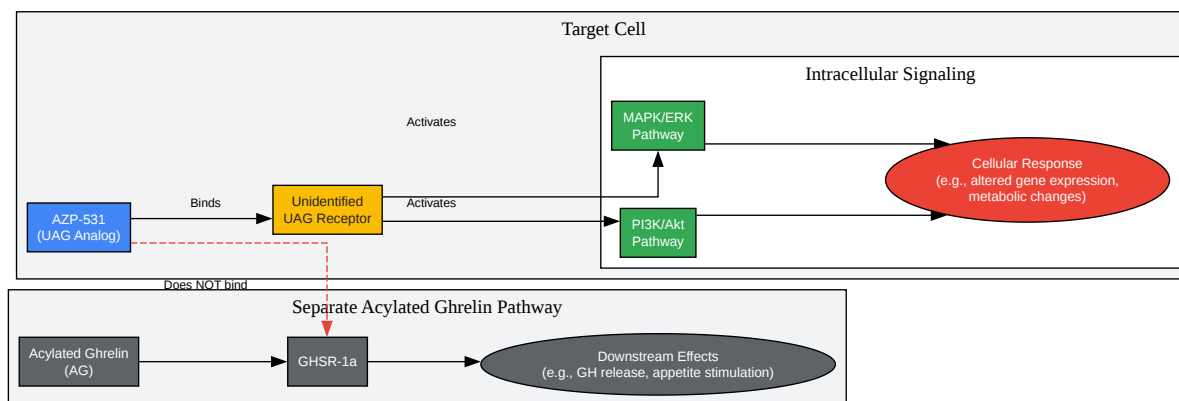 Target Cell
Intracellular Signaling
MAPK/ERK
Pathway
Activates
Cellular Response
(e.g., altered gene expression,
metabolic changes)
Unidentified
UAG Receptor
Binds
Activates
AZP-531
(UAG Analog)
PI3K/Akt
Pathway
Does NOT bind
Separate Acylated Ghrelin Pathway
Acylated Ghrelin
(AG)
GHSR-1a
Downstream Effects
(e.g., GH release, appetite stimulation)